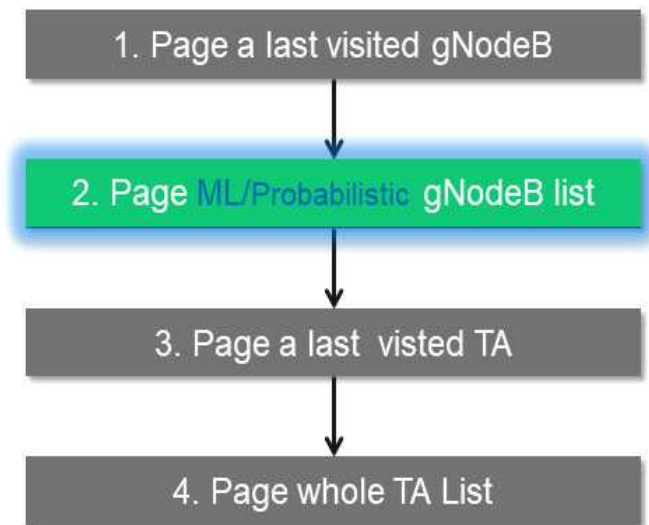 1. Page a last visited gNodeB
2. Page ML/Probabilistic gNodeB list
3. Page a last visted TA
4. Page whole TA List